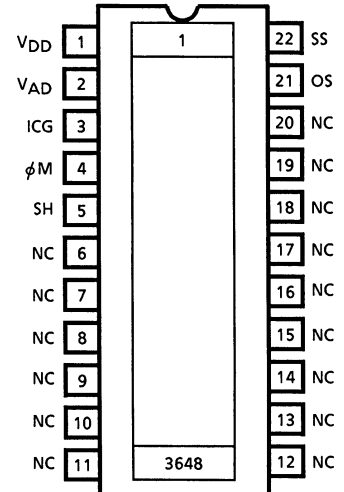 V_DD 1 1 22 SS
V_AD 2 21 OS
ICG 3 20 NC
ϕM 4 19 NC
SH 5 18 NC
NC 6 17 NC
NC 7 16 NC
NC 8 15 NC
NC 9 14 NC
NC 10 13 NC
NC 11 3648 12 NC